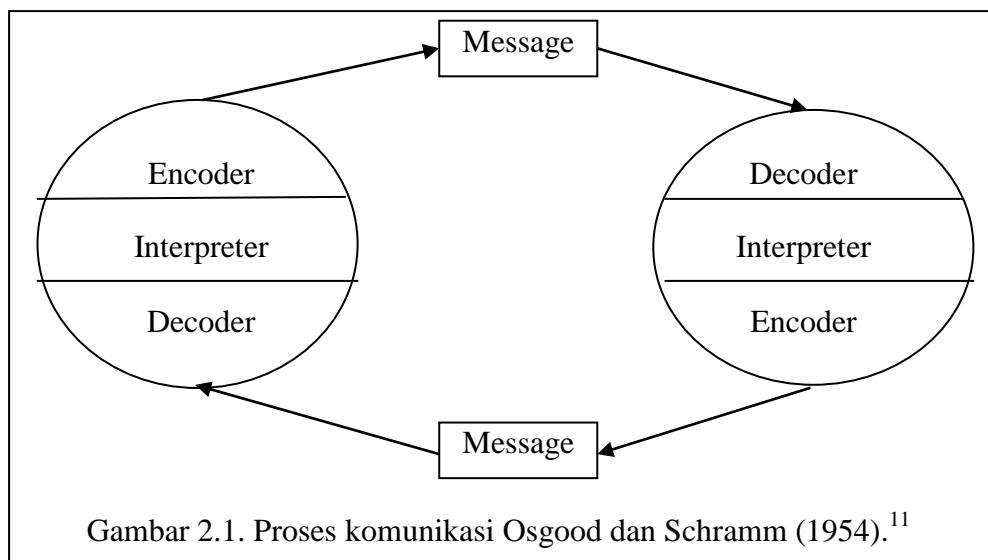 Message
Encoder
Decoder
Interpreter
Interpreter
Decoder
Encoder
Message
Gambar 2.1. Proses komunikasi Osgood dan Schramm (1954).11